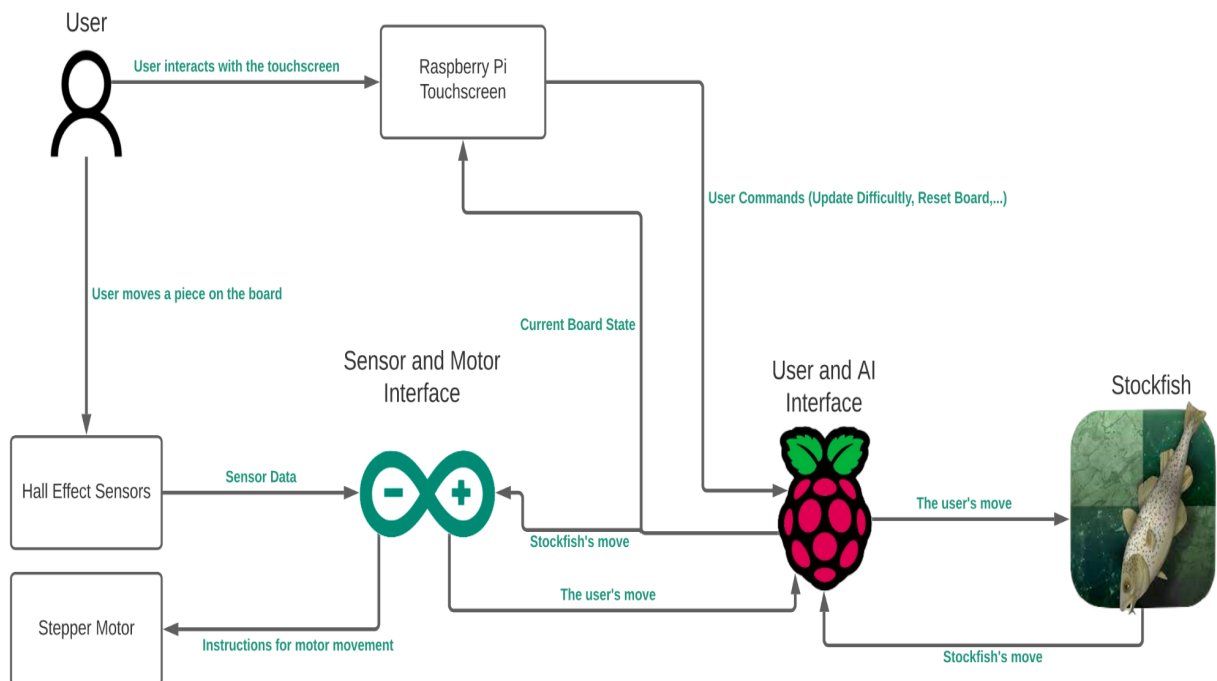 User
User interacts with the touchscreen
Raspberry Pi
Touchscreen
User Commands (Update Difficultly, Reset Board,...)
User moves a piece on the board
Current Board State
Sensor and Motor
Interface
User and AI
Interface
Stockfish
Hall Effect Sensors
Sensor Data
The user's move
Stockfish's move
The user's move
Stepper Motor
Instructions for motor movement
Stockfish's move